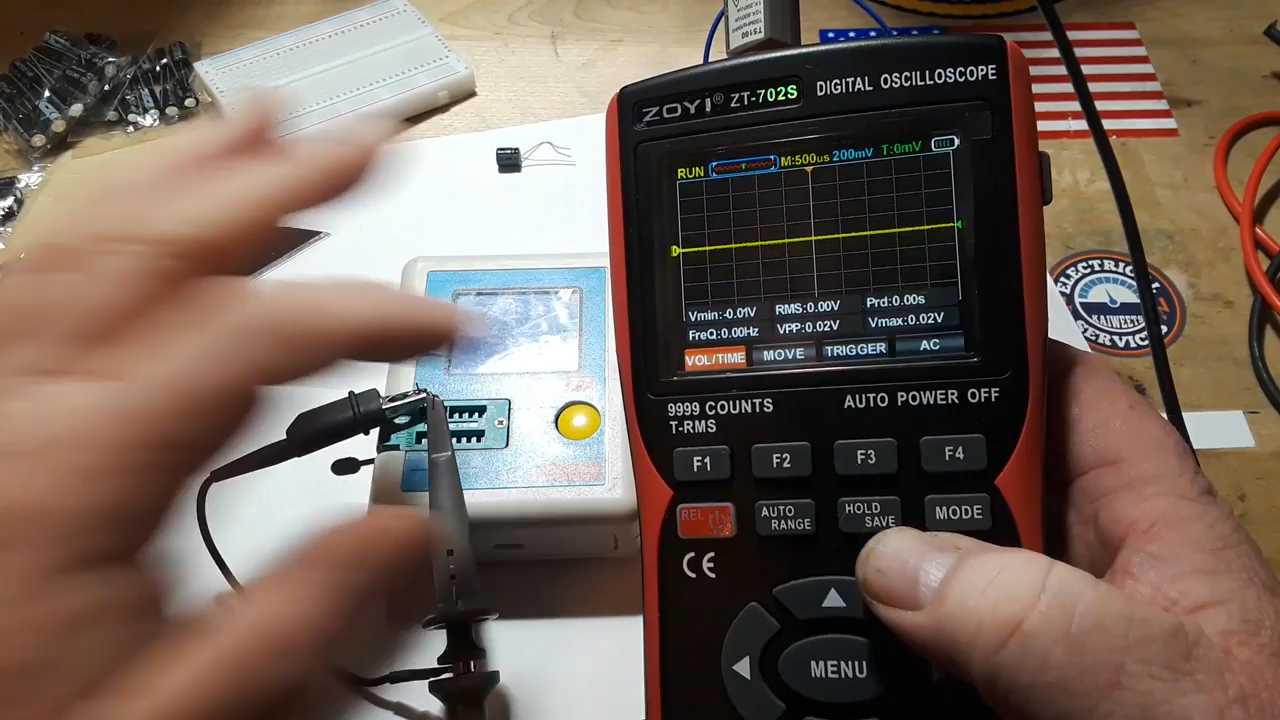 TS100
ZOYI® ZT-702S
DIGITAL OSCILLOSCOPE
RUN M:500us 200mV T:0mV
Vmin:-0.01V RMS:0.00V Prd:0.00s
FreQ:0.00Hz VPP:0.02V Vmax:0.02V
VOL/TIME MOVE TRIGGER AC
9999 COUNTS
T-RMS
AUTO POWER OFF
F1 F2 F3 F4
REL
AUTO
RANGE
HOLD
SAVE
MODE
CE
MENU
ELECTRICAL
KAIWEETS
SERVICES